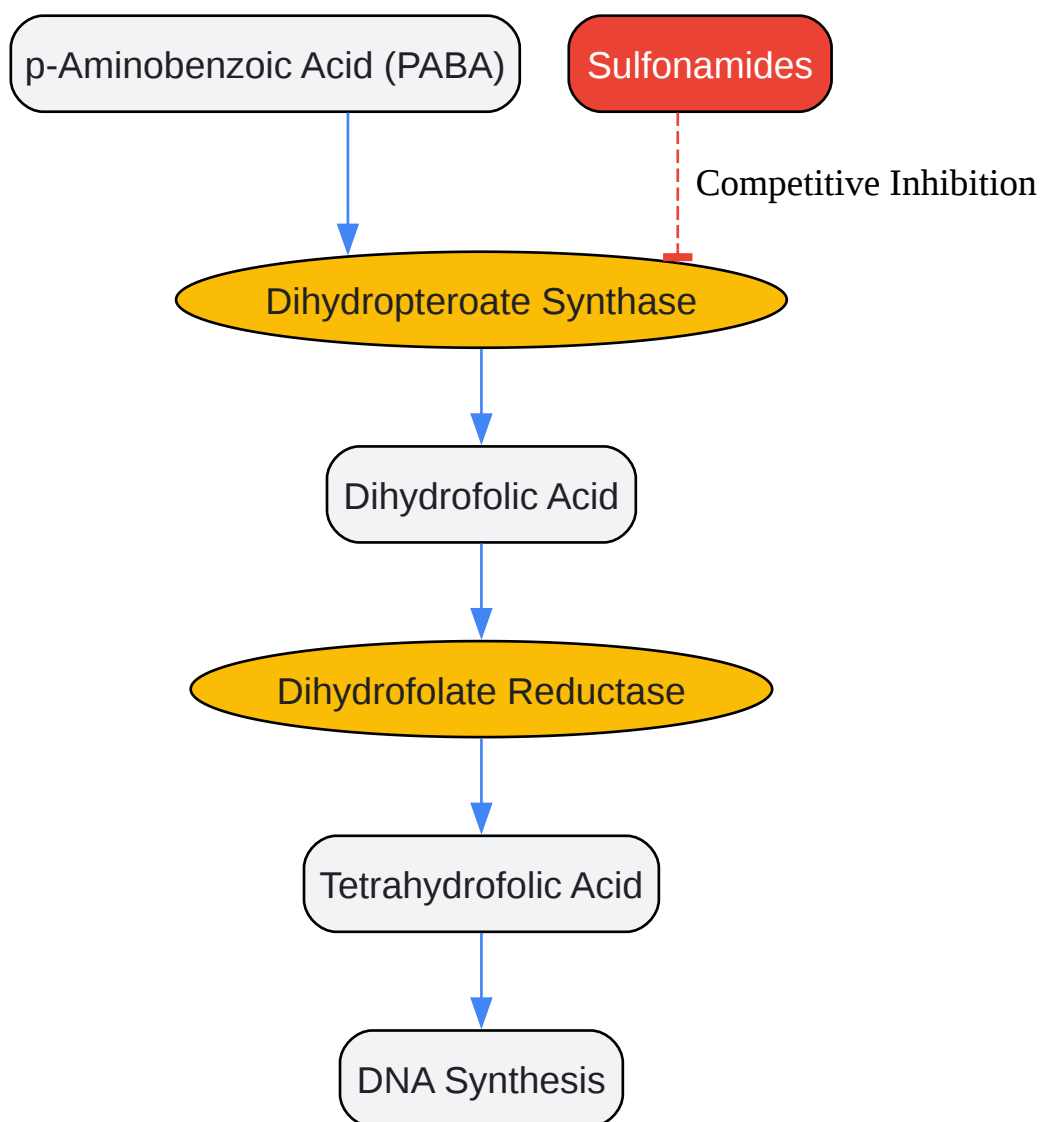 p-Aminobenzoic Acid (PABA)
Sulfonamides
Competitive Inhibition
Dihydropteroate Synthase
Dihydrofolic Acid
Dihydrofolate Reductase
Tetrahydrofolic Acid
DNA Synthesis